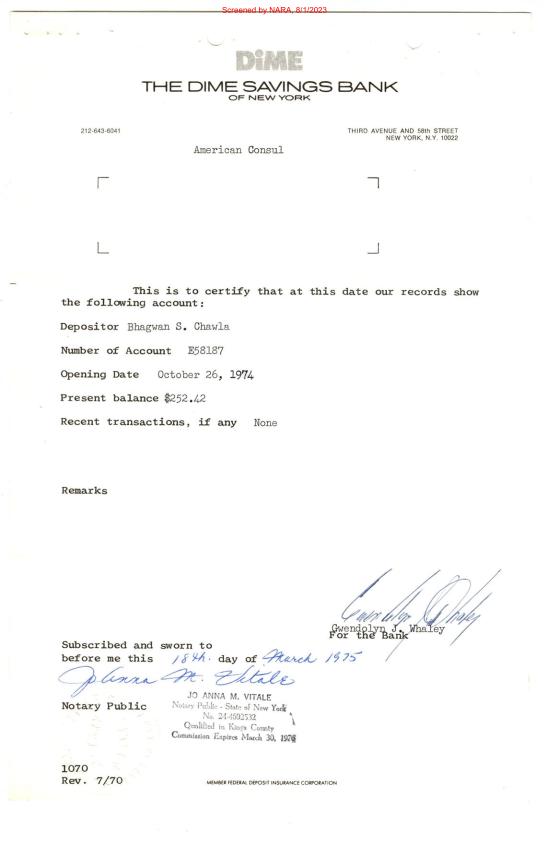 Screened by NARA, 8/1/2023
DiME
THE DIME SAVINGS BANK
OF NEW YORK
212-643-6041
THIRD AVENUE AND 58th STREET
NEW YORK, N.Y. 10022
American Consul
This is to certify that at this date our records show
the following account:
Depositor Bhagwan S. Chawla
Number of Account E58187
Opening Date October 26, 1974
Present balance $252.42
Recent transactions, if any None
Remarks
Gwendolyn J. Whaley
Gwendolyn J. Whaley
For the Bank
Subscribed and sworn to
before me this 18th. day of March 1975
Jo Anna M. Vitale
Notary Public
JO ANNA M. VITALE
Notary Public - State of New York
No. 24-4602532
Qualified in Kings County
Commission Expires March 30, 1976
1070
Rev. 7/70
MEMBER FEDERAL DEPOSIT INSURANCE CORPORATION